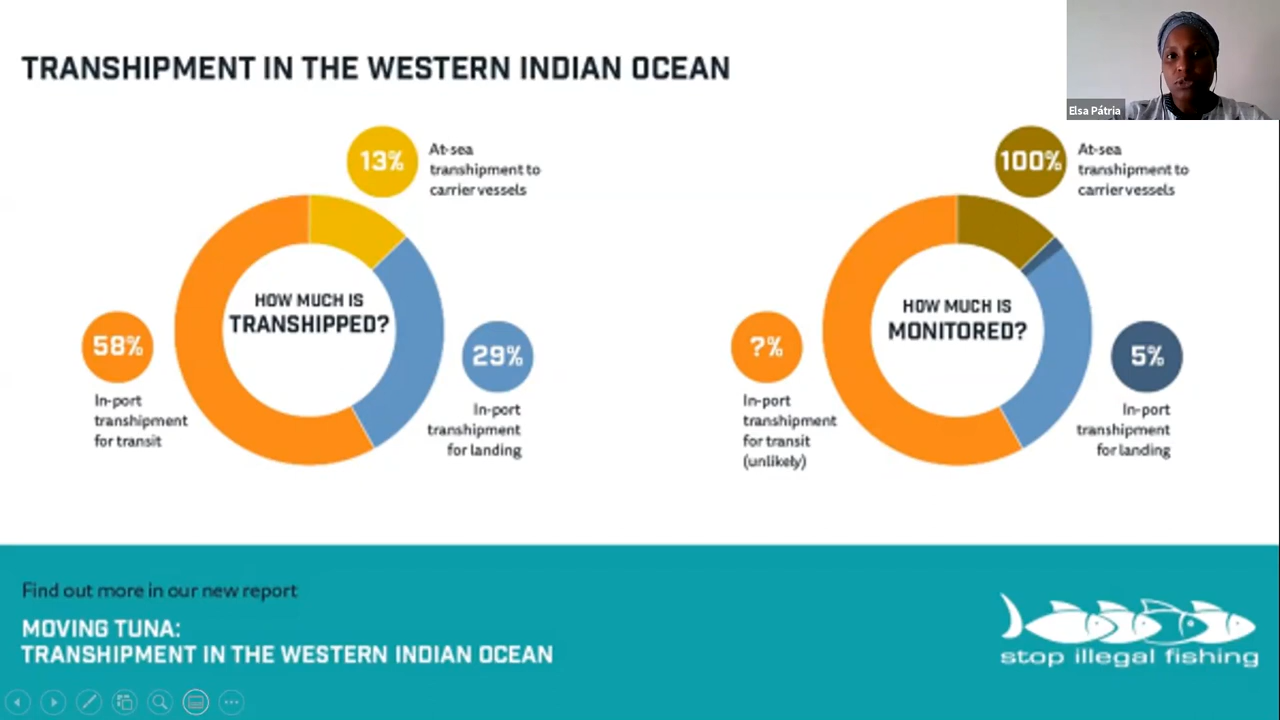 TRANSHIPMENT IN THE WESTERN INDIAN OCEAN
Elsa Pátria
13%
At-sea
transhipment to
carrier vessels
HOW MUCH IS
TRANSHIPPED?
58%
In-port
transhipment
for transit
29%
In-port
transhipment
for landing
100%
At-sea
transhipment to
carrier vessels
HOW MUCH IS
MONITORED?
?%
In-port
transhipment
for transit
(unlikely)
5%
In-port
transhipment
for landing
Find out more in our new report
MOVING TUNA:
TRANSHIPMENT IN THE WESTERN INDIAN OCEAN
stop illegal fishing